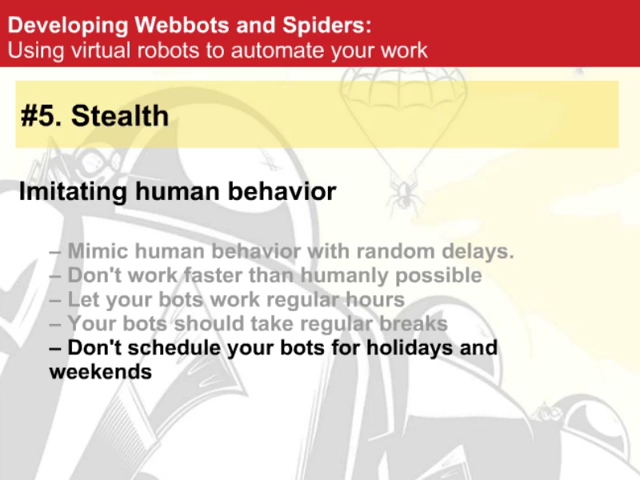 Developing Webbots and Spiders:
Using virtual robots to automate your work
#5. Stealth
Imitating human behavior
– Mimic human behavior with random delays.
– Don't work faster than humanly possible
– Let your bots work regular hours
– Your bots should take regular breaks
– Don't schedule your bots for holidays and
weekends